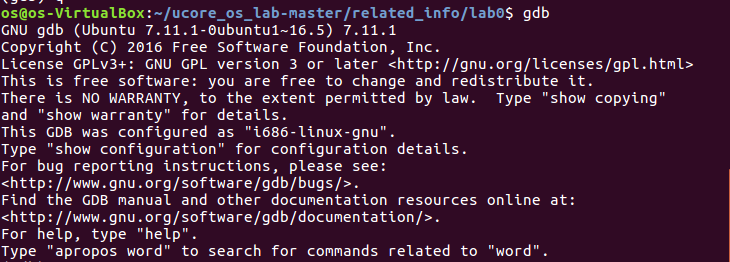 os@os-VirtualBox:~/ucore_os_lab-master/related_info/lab0$ gdb
GNU gdb (Ubuntu 7.11.1-0ubuntu1~16.5) 7.11.1
Copyright (C) 2016 Free Software Foundation, Inc.
License GPLv3+: GNU GPL version 3 or later <http://gnu.org/licenses/gpl.html>
This is free software: you are free to change and redistribute it.
There is NO WARRANTY, to the extent permitted by law.  Type "show copying"
and "show warranty" for details.
This GDB was configured as "i686-linux-gnu".
Type "show configuration" for configuration details.
For bug reporting instructions, please see:
<http://www.gnu.org/software/gdb/bugs/>.
Find the GDB manual and other documentation resources online at:
<http://www.gnu.org/software/gdb/documentation/>.
For help, type "help".
Type "apropos word" to search for commands related to "word".